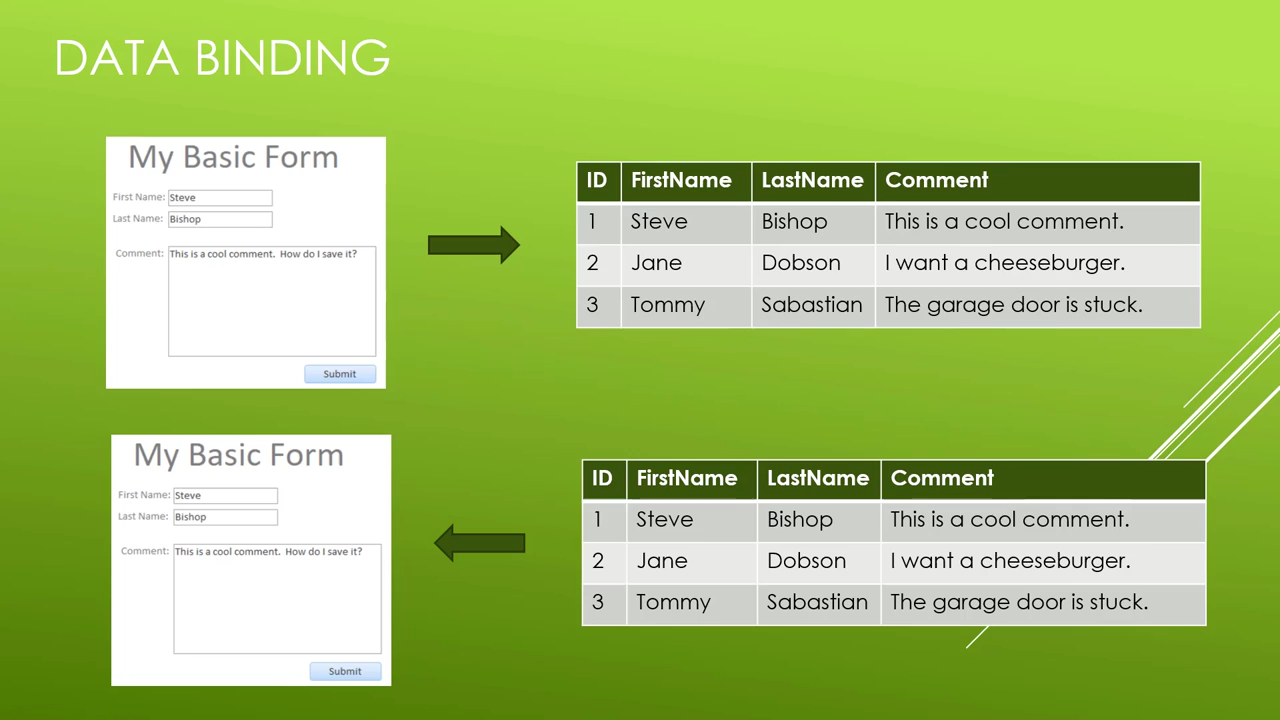 DATA BINDING
My Basic Form
First Name: Steve
Last Name: Bishop
Comment: This is a cool comment. How do I save it?
Submit
ID FirstName LastName Comment
1 Steve Bishop This is a cool comment.
2 Jane Dobson I want a cheeseburger.
3 Tommy Sabastian The garage door is stuck.
My Basic Form
First Name: Steve
Last Name: Bishop
Comment: This is a cool comment. How do I save it?
Submit
ID FirstName LastName Comment
1 Steve Bishop This is a cool comment.
2 Jane Dobson I want a cheeseburger.
3 Tommy Sabastian The garage door is stuck.